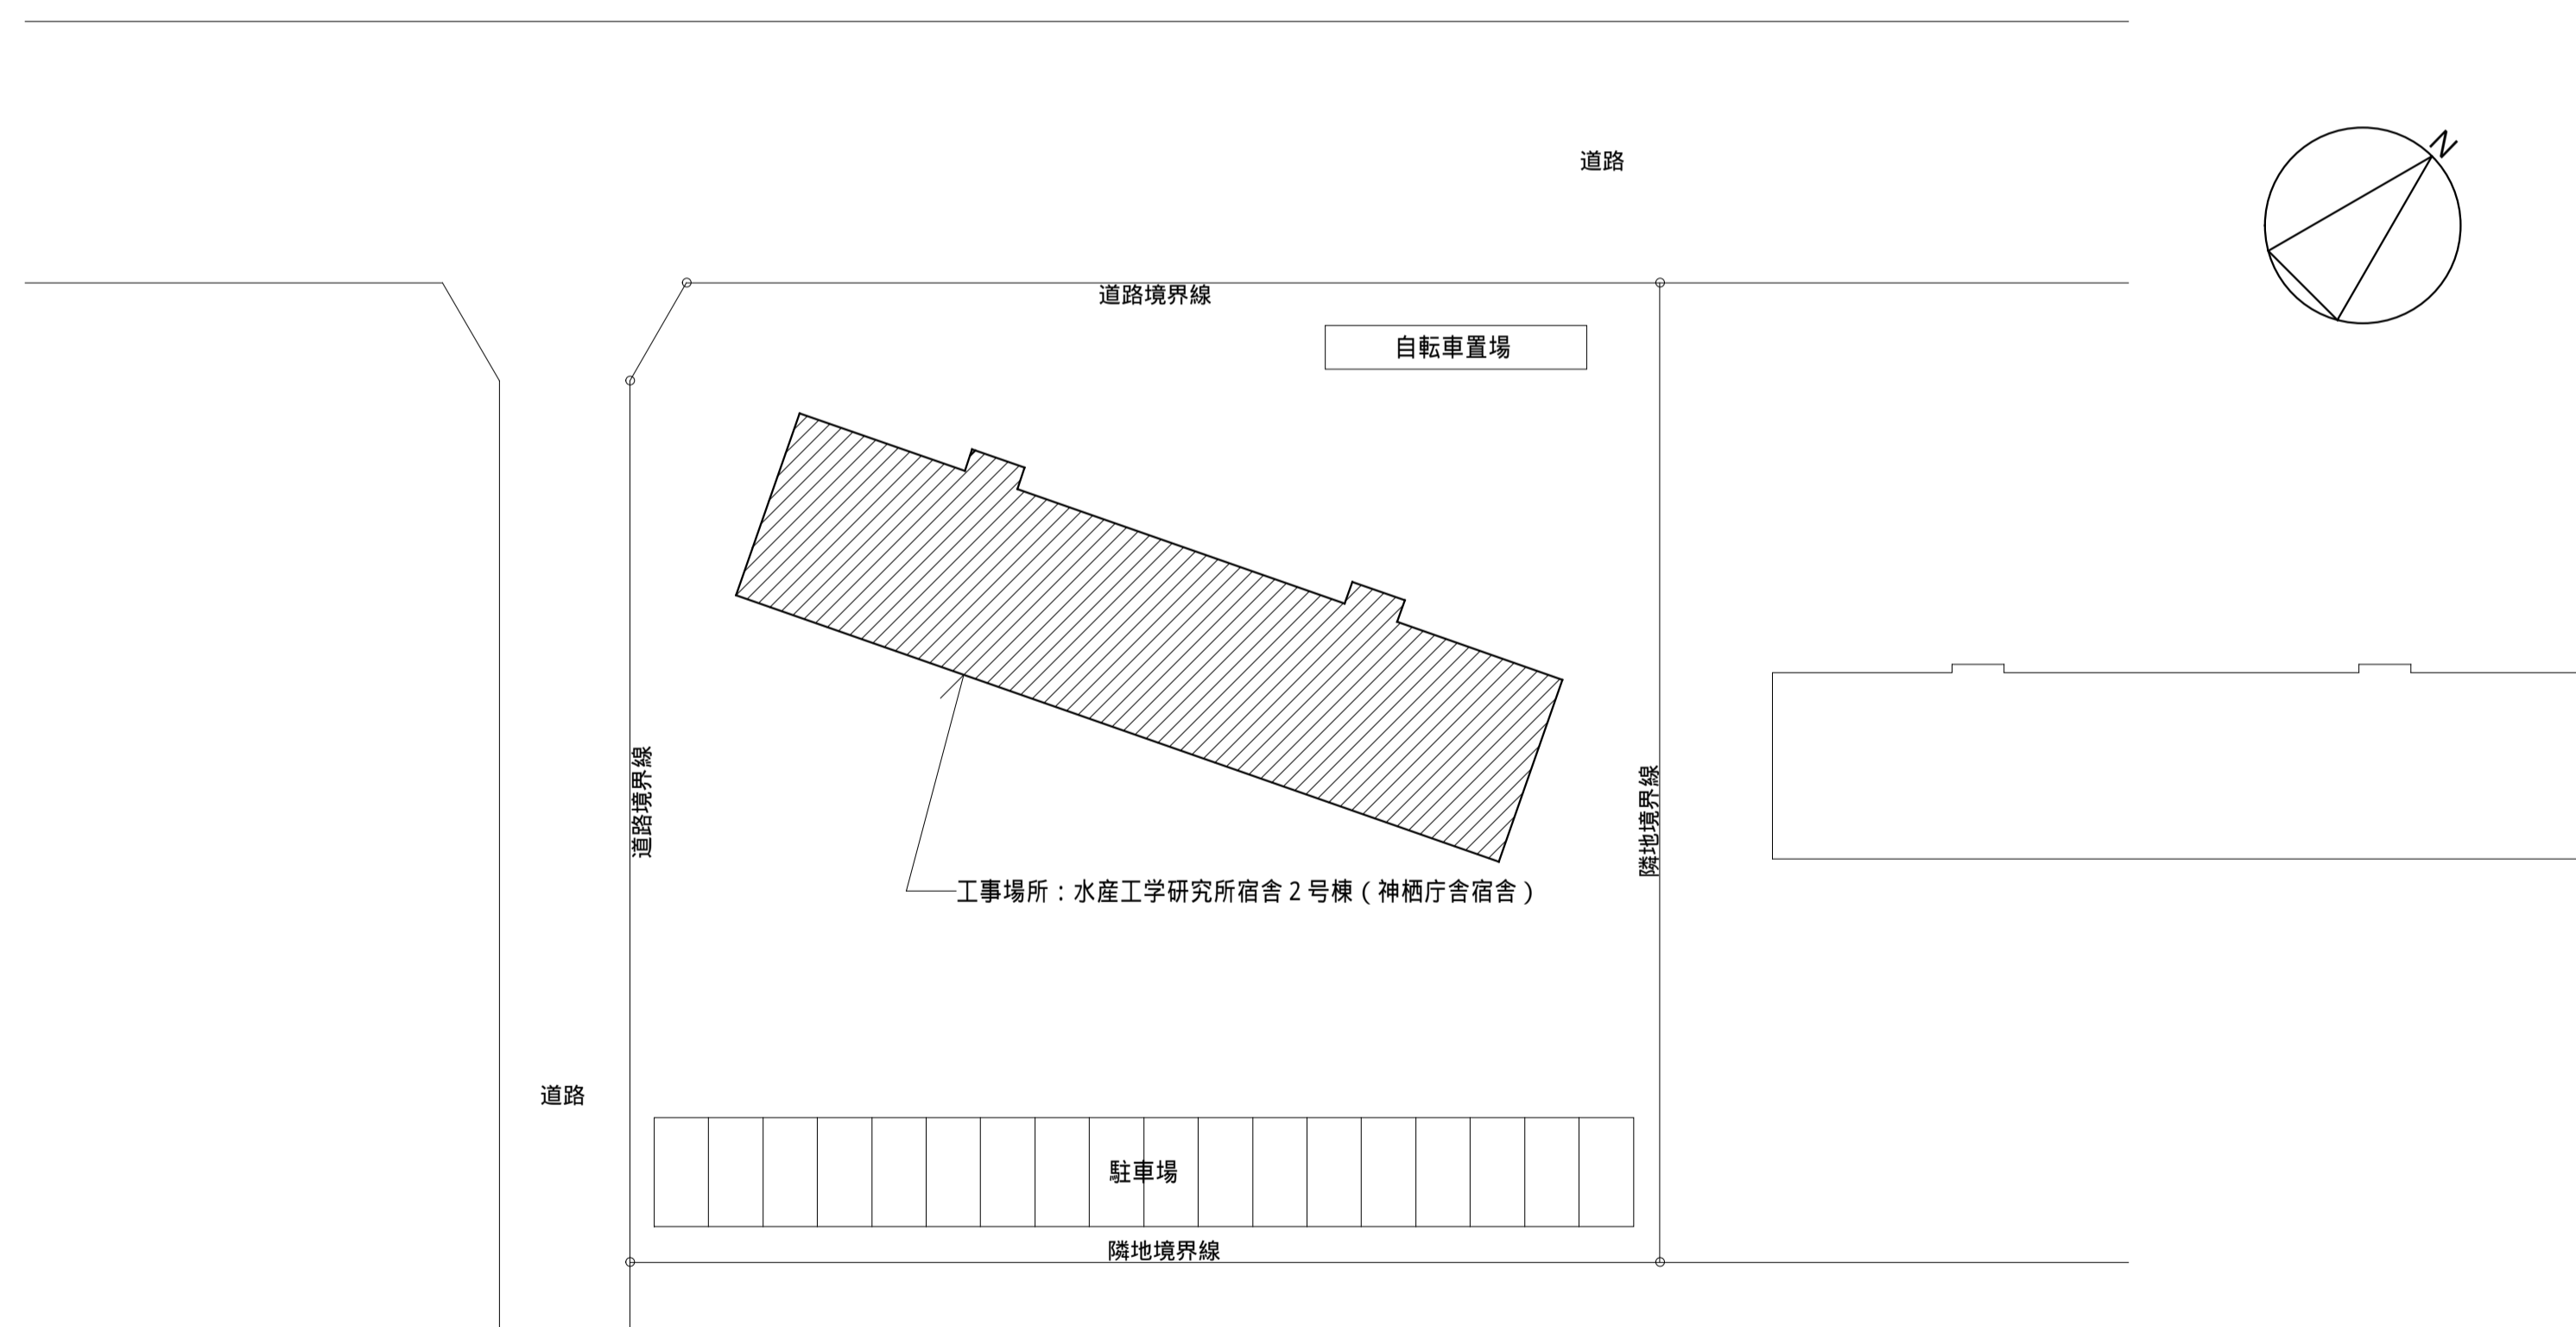 道路
N
道路境界線
自転車置場
道路境界線
隣地境界線
工事場所：水産工学研究所宿舎２号棟（神栖庁舎宿舎）
道路
駐車場
隣地境界線